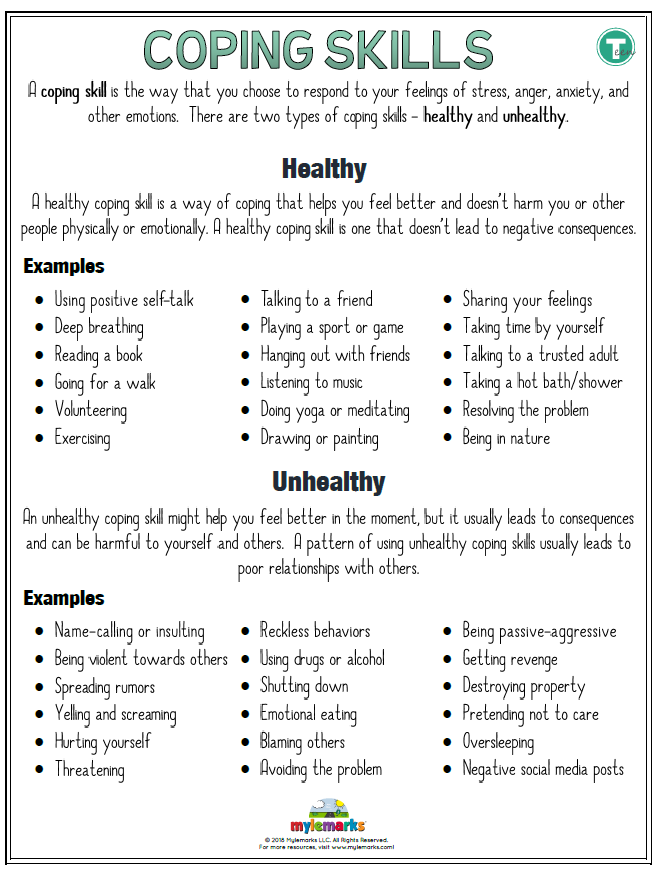 COPING SKILLS
Teen
A coping skill is the way that you choose to respond to your feelings of stress, anger, anxiety, and
other emotions. There are two types of coping skills - healthy and unhealthy.
Healthy
A healthy coping skill is a way of coping that helps you feel better and doesn't harm you or other
people physically or emotionally. A healthy coping skill is one that doesn't lead to negative consequences.
Examples
• Using positive self-talk
• Deep breathing
• Reading a book
• Going for a walk
• Volunteering
• Exercising
• Talking to a friend
• Playing a sport or game
• Hanging out with friends
• Listening to music
• Doing yoga or meditating
• Drawing or painting
• Sharing your feelings
• Taking time by yourself
• Talking to a trusted adult
• Taking a hot bath/shower
• Resolving the problem
• Being in nature
Unhealthy
An unhealthy coping skill might help you feel better in the moment, but it usually leads to consequences
and can be harmful to yourself and others. A pattern of using unhealthy coping skills usually leads to
poor relationships with others.
Examples
• Name-calling or insulting
• Being violent towards others
• Spreading rumors
• Yelling and screaming
• Hurting yourself
• Threatening
• Reckless behaviors
• Using drugs or alcohol
• Shutting down
• Emotional eating
• Blaming others
• Avoiding the problem
• Being passive-aggressive
• Getting revenge
• Destroying property
• Pretending not to care
• Oversleeping
• Negative social media posts
mylemarks
© 2018 Mylemarks LLC. All Rights Reserved.
For more resources, visit www.mylemarks.com!